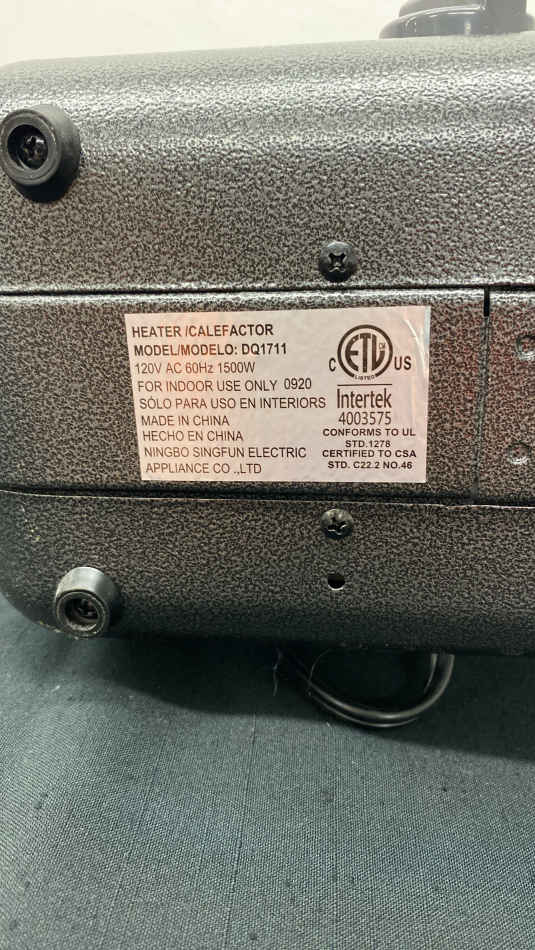 HEATER /CALEFACTOR
MODEL/MODELO: DQ1711
120V AC 60Hz 1500W
FOR INDOOR USE ONLY 0920
SÓLO PARA USO EN INTERIORS
MADE IN CHINA
HECHO EN CHINA
NINGBO SINGFUN ELECTRIC
APPLIANCE CO .,LTD
C ETL CM US
LISTED
Intertek
4003575
CONFORMS TO UL
STD.1278
CERTIFIED TO CSA
STD. C22.2 NO.46